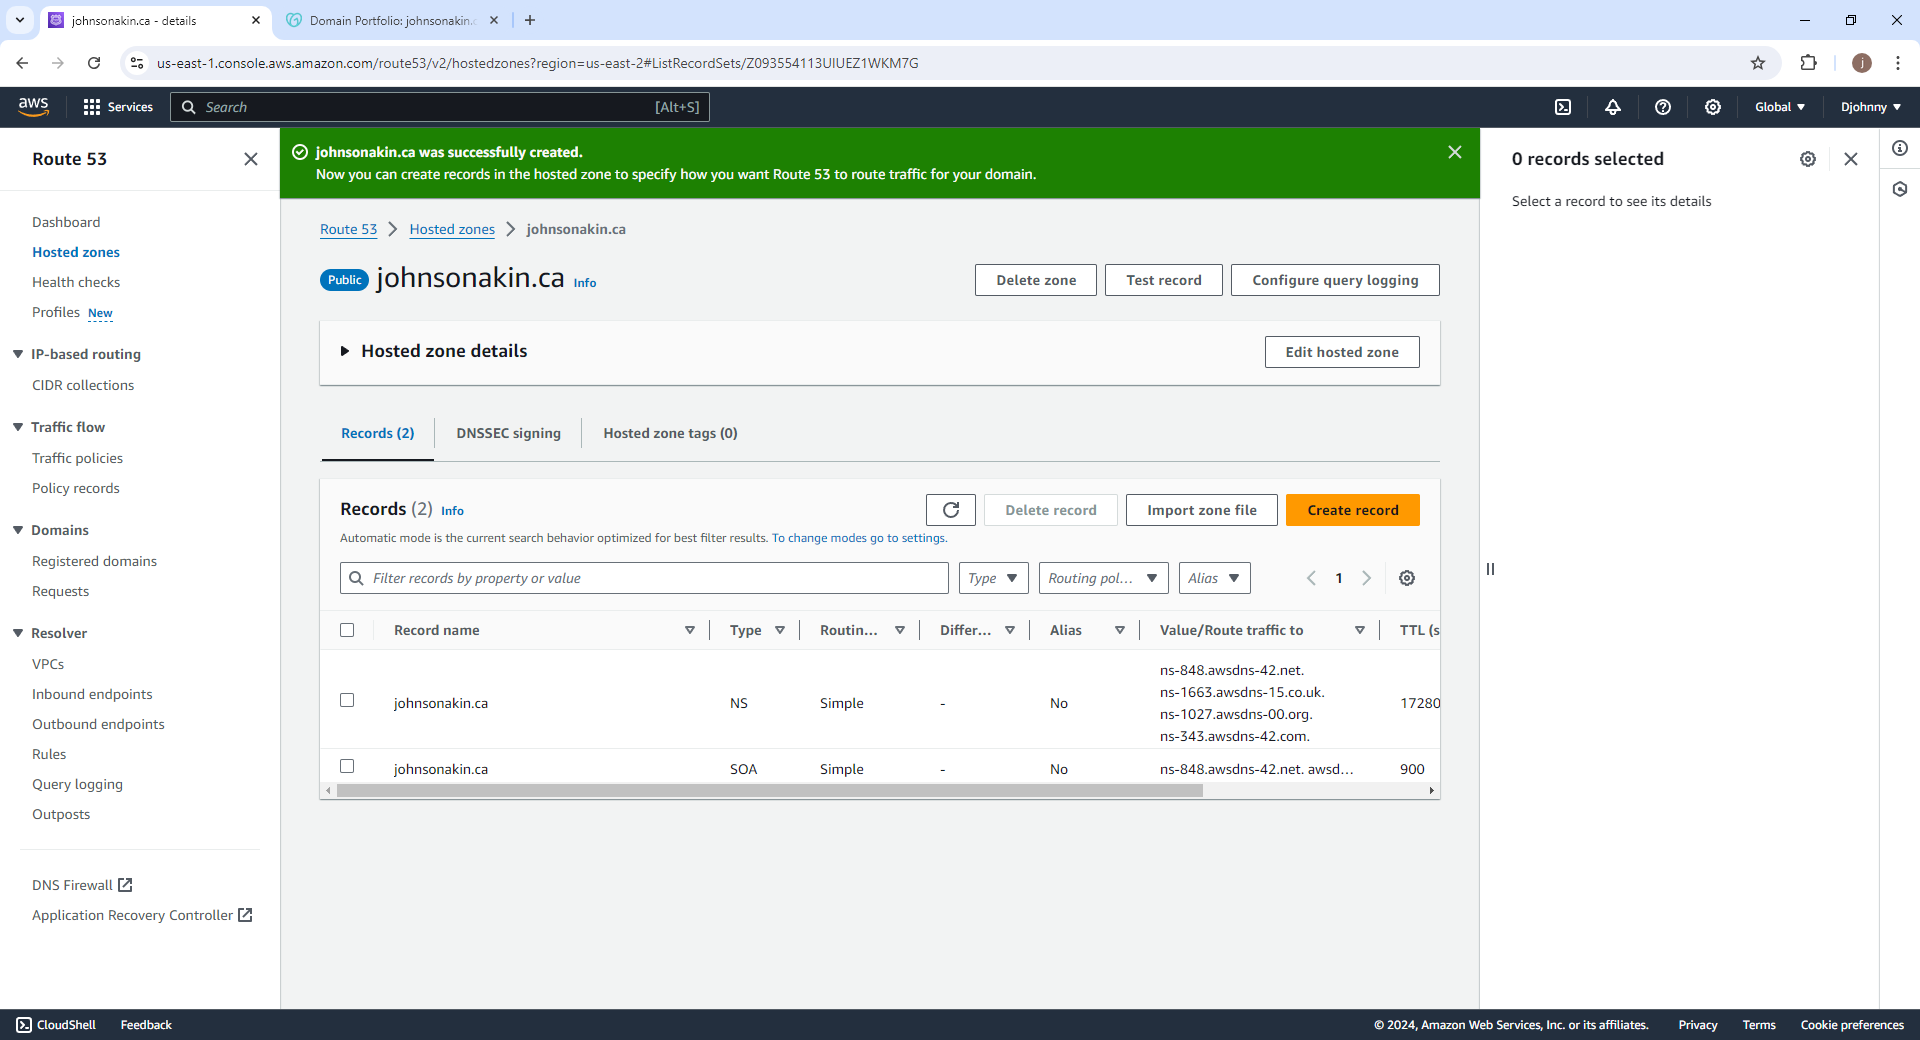 johnsonakin.ca - details
Domain Portfolio: johnsonakin.c
us-east-1.console.aws.amazon.com/route53/v2/hostedzones?region=us-east-2#ListRecordSets/Z093554113UIUEZ1WKM7G
j
aws
Services
Search
[Alt+S]
Global
Djohnny
Route 53
Dashboard
Hosted zones
Health checks
Profiles New
IP-based routing
CIDR collections
Traffic flow
Traffic policies
Policy records
Domains
Registered domains
Requests
Resolver
VPCs
Inbound endpoints
Outbound endpoints
Rules
Query logging
Outposts
DNS Firewall
Application Recovery Controller
johnsonakin.ca was successfully created.
Now you can create records in the hosted zone to specify how you want Route 53 to route traffic for your domain.
Route 53 > Hosted zones > johnsonakin.ca
Public johnsonakin.ca Info
Delete zone
Test record
Configure query logging
Hosted zone details
Edit hosted zone
Records (2)
DNSSEC signing
Hosted zone tags (0)
Records (2) Info
Delete record
Import zone file
Create record
Automatic mode is the current search behavior optimized for best filter results. To change modes go to settings.
Filter records by property or value
Type
Routing pol...
Alias
1
Record name Type Routin... Differ... Alias Value/Route traffic to TTL (s
johnsonakin.ca NS Simple - No
ns-848.awsdns-42.net.
ns-1663.awsdns-15.co.uk.
ns-1027.awsdns-00.org.
ns-343.awsdns-42.com.
17280
johnsonakin.ca SOA Simple - No ns-848.awsdns-42.net. awsd... 900
0 records selected
Select a record to see its details
CloudShell
Feedback
© 2024, Amazon Web Services, Inc. or its affiliates.
Privacy
Terms
Cookie preferences